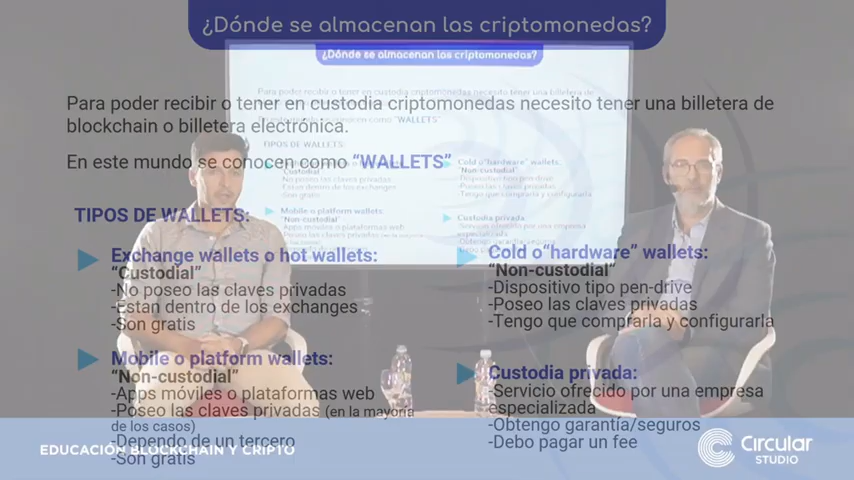 ¿Dónde se almacenan las criptomonedas?
¿Dónde se almacenan las criptomonedas?
Para poder recibir o tener en custodia criptomonedas necesito tener una billetera de
blockchain o billetera electrónica.
En este mundo se conocen como “WALLETS”
TIPOS DE WALLETS:
Exchange wallets o hot wallets:
“Custodial”
-No poseo las claves privadas
-Estan dentro de los exchanges
-Son gratis
Mobile o platform wallets:
“Non-custodial”
-Apps móviles o plataformas web
-Poseo las claves privadas (en la mayoría
de los casos)
-Dependo de un tercero
-Son gratis
Cold o“hardware” wallets:
“Non-custodial”
-Dispositivo tipo pen-drive
-Poseo las claves privadas
-Tengo que comprarla y configurarla
Custodia privada:
-Servicio ofrecido por una empresa
especializada
-Obtengo garantía/seguros
-Debo pagar un fee
EDUCACIÓN BLOCKCHAIN Y CRIPTO
Circular
STUDIO